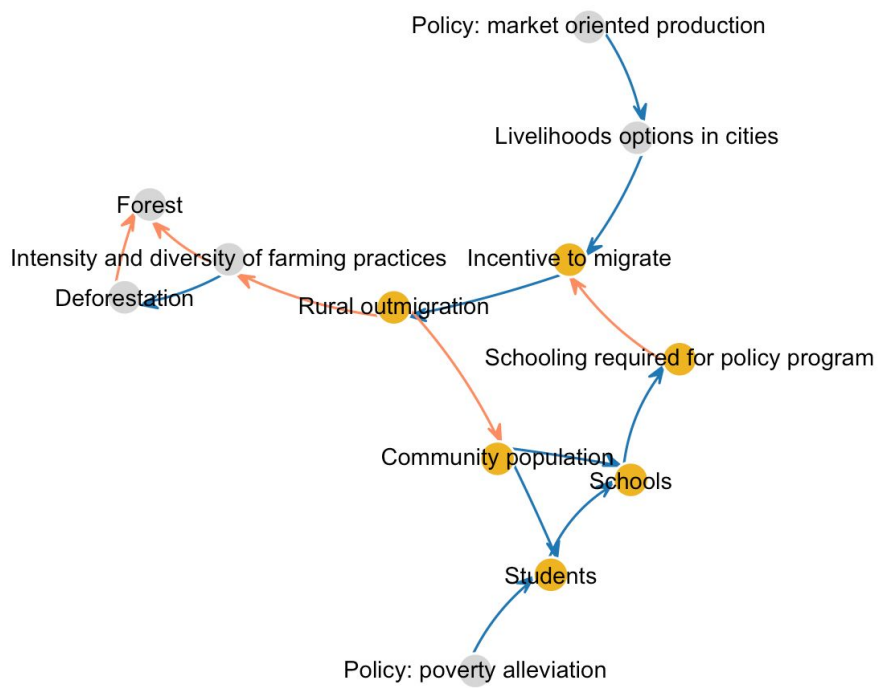 Policy: market oriented production
Livelihoods options in cities
Forest
Intensity and diversity of farming practices
Incentive to migrate
Deforestation
Rural outmigration
Schooling required for policy program
Community population
Schools
Students
Policy: poverty alleviation